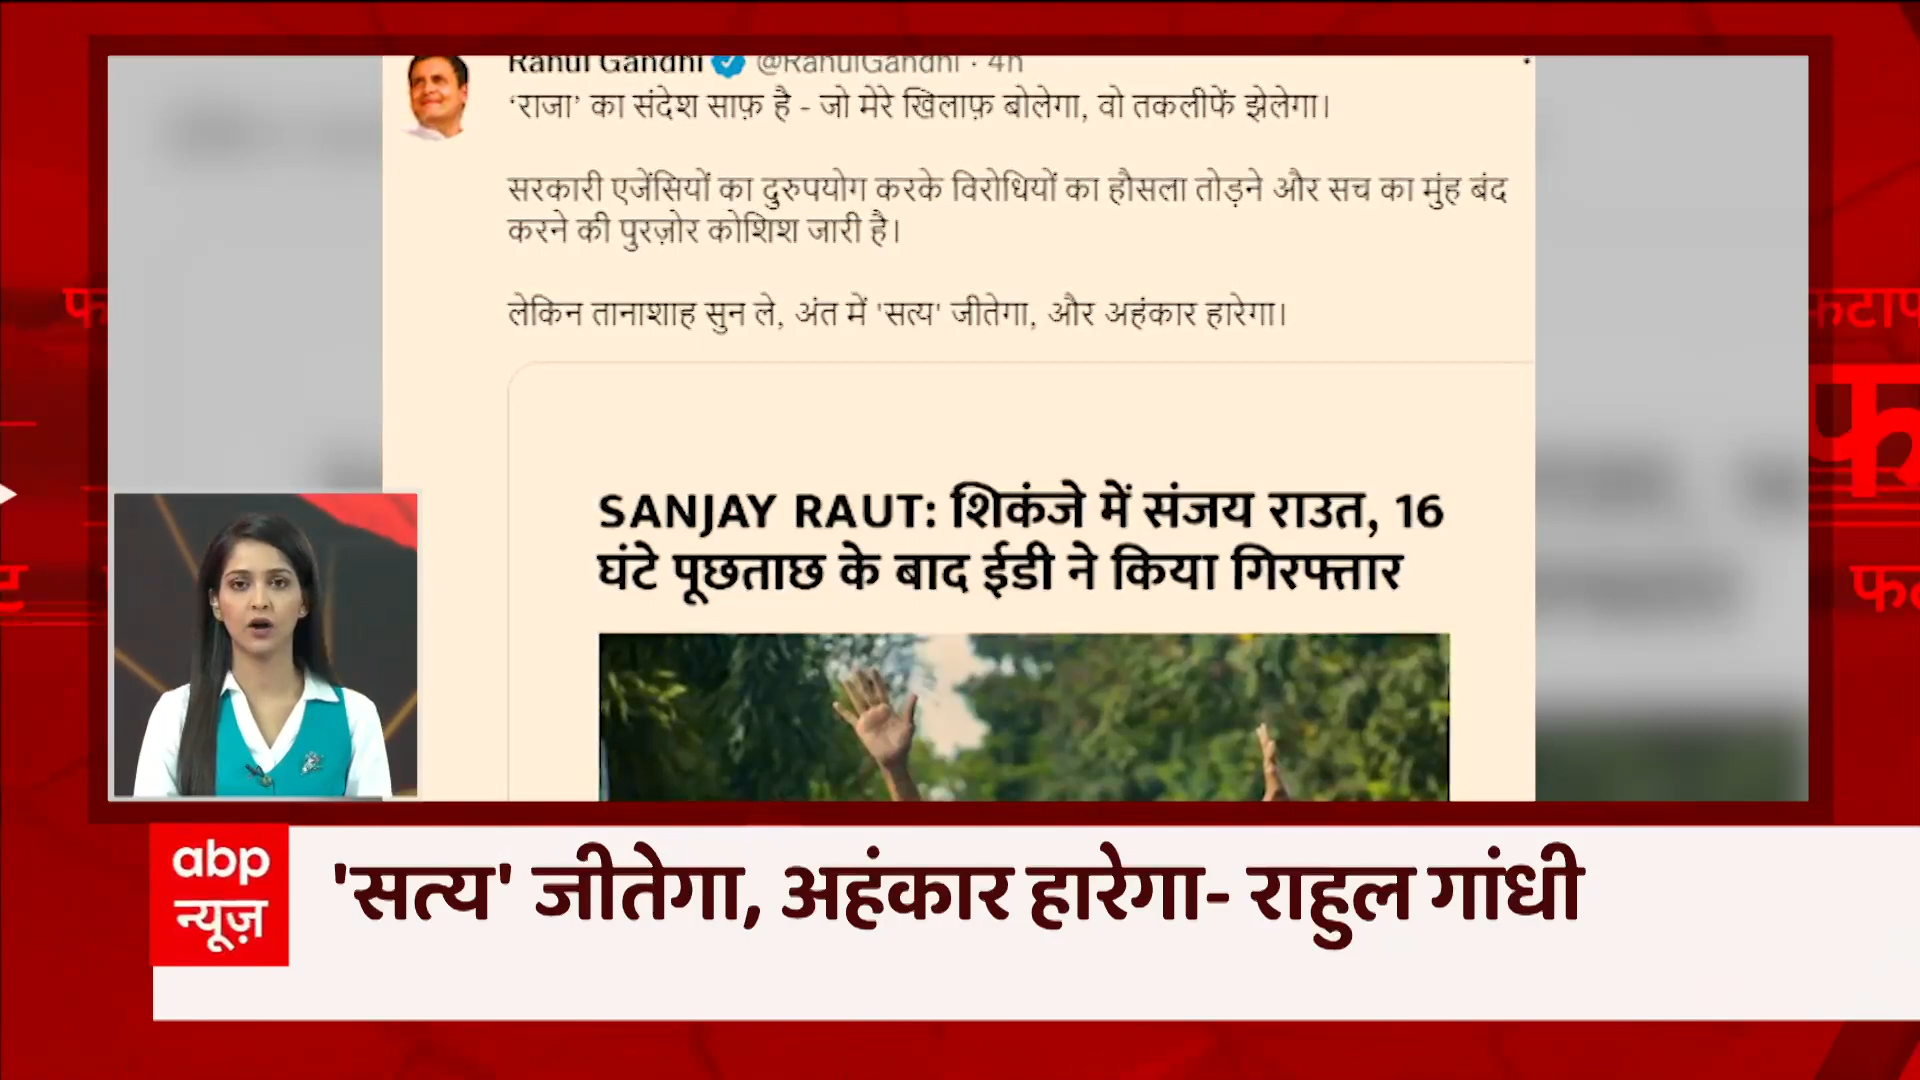 Rahul Gandhi @RahulGandhi · 4h
‘राजा’ का संदेश साफ़ है - जो मेरे खिलाफ़ बोलेगा, वो तकलीफें झेलेगा।
सरकारी एजेंसियों का दुरुपयोग करके विरोधियों का हौसला तोड़ने और सच का मुंह बंद
करने की पुरज़ोर कोशिश जारी है।
लेकिन तानाशाह सुन ले, अंत में 'सत्य' जीतेगा, और अहंकार हारेगा।
SANJAY RAUT: शिकंजे में संजय राउत, 16
घंटे पूछताछ के बाद ईडी ने किया गिरफ्तार
abp
न्यूज़
'सत्य' जीतेगा, अहंकार हारेगा- राहुल गांधी